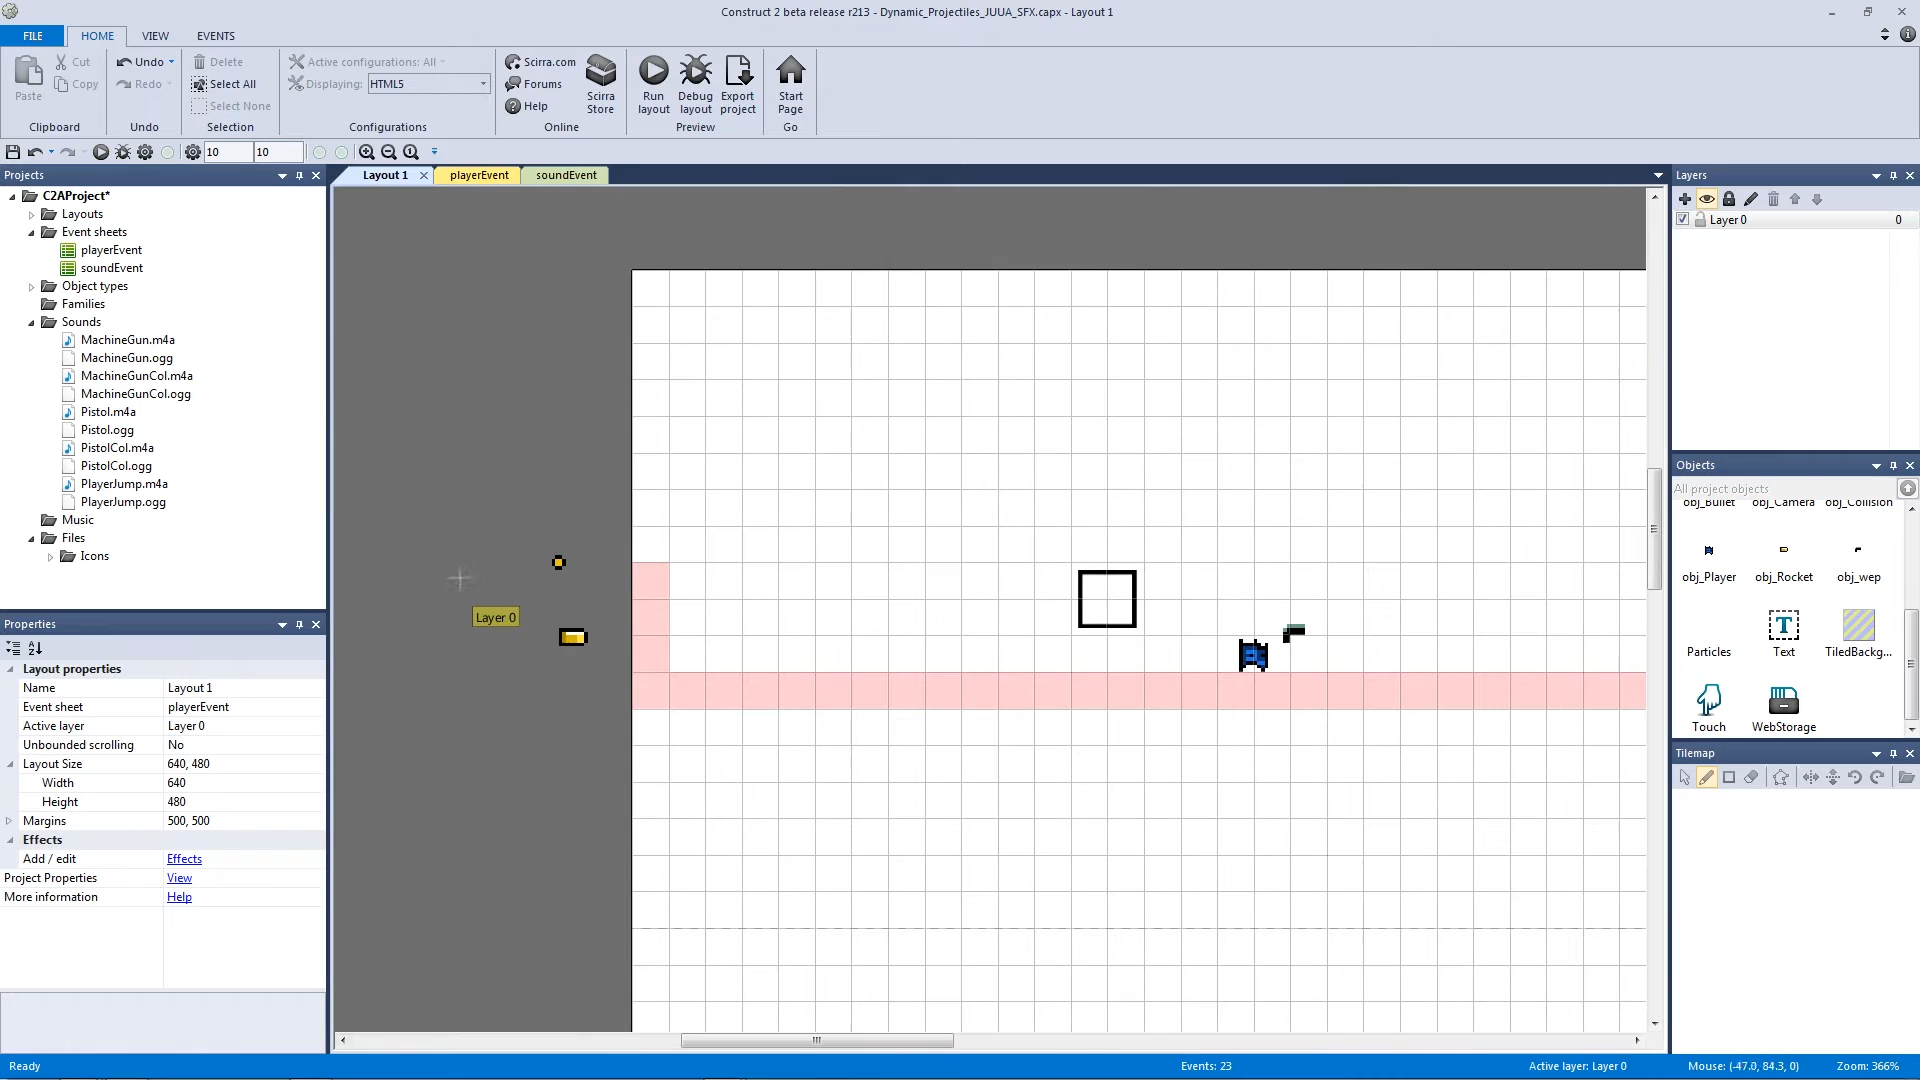 Construct 2 beta release r213 - Dynamic_Projectiles_JUUA_SFX.capx - Layout 1
FILE HOME VIEW EVENTS
Paste
Cut
Copy
Clipboard
Undo
Redo
Undo
Delete
Select All
Select None
Selection
Active configurations: All
Displaying: HTML5
Configurations
Scirra.com
Forums
Help
Scirra Store
Online
Run layout
Debug layout
Export project
Preview
Start Page
Go
10 10
Projects
C2AProject*
Layouts
Event sheets
playerEvent
soundEvent
Object types
Families
Sounds
MachineGun.m4a
MachineGun.ogg
MachineGunCol.m4a
MachineGunCol.ogg
Pistol.m4a
Pistol.ogg
PistolCol.m4a
PistolCol.ogg
PlayerJump.m4a
PlayerJump.ogg
Music
Files
Icons
Properties
Layout properties
Name Layout 1
Event sheet playerEvent
Active layer Layer 0
Unbounded scrolling No
Layout Size 640, 480
Width 640
Height 480
Margins 500, 500
Effects
Add / edit Effects
Project Properties View
More information Help
Layout 1 playerEvent soundEvent
Layer 0
Layers
Layer 0 0
Objects
All project objects
obj_Bullet obj_Camera obj_Collision
obj_Player obj_Rocket obj_wep
Particles Text TiledBackg...
Touch WebStorage
Tilemap
Ready
Events: 23
Active layer: Layer 0
Mouse: (-47.0, 84.3, 0)
Zoom: 366%